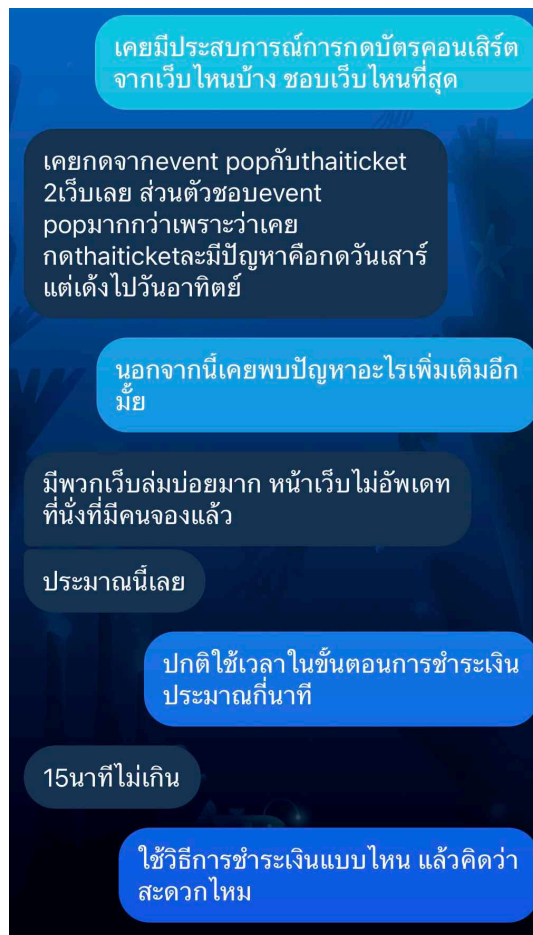 เคยมีประสบการณ์การกดบัตรคอนเสิร์ต
จากเว็บไหนบ้าง ชอบเว็บไหนที่สุด
เคยกดจากevent popกับthaiticket
2เว็บเลย ส่วนตัวชอบevent
popมากกว่าเพราะว่าเคย
กดthaiticketละมีปัญหาคือกดวันเสาร์
แต่เด้งไปวันอาทิตย์
นอกจากนี้เคยพบปัญหาอะไรเพิ่มเติมอีก
มั้ย
มีพวกเว็บล่มบ่อยมาก หน้าเว็บไม่อัพเดท
ที่นั่งที่มีคนจองแล้ว
ประมาณนี้เลย
ปกติใช้เวลาในขั้นตอนการชำระเงิน
ประมาณกี่นาที
15นาทีไม่เกิน
ใช้วิธีการชำระเงินแบบไหน แล้วคิดว่า
สะดวกไหม